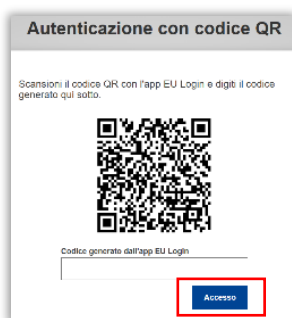 Autenticazione con codice QR
Scansioni il codice QR con l'app EU Login e digiti il codice
generato qui sotto.
Codice generato dall'app EU Login
Accesso